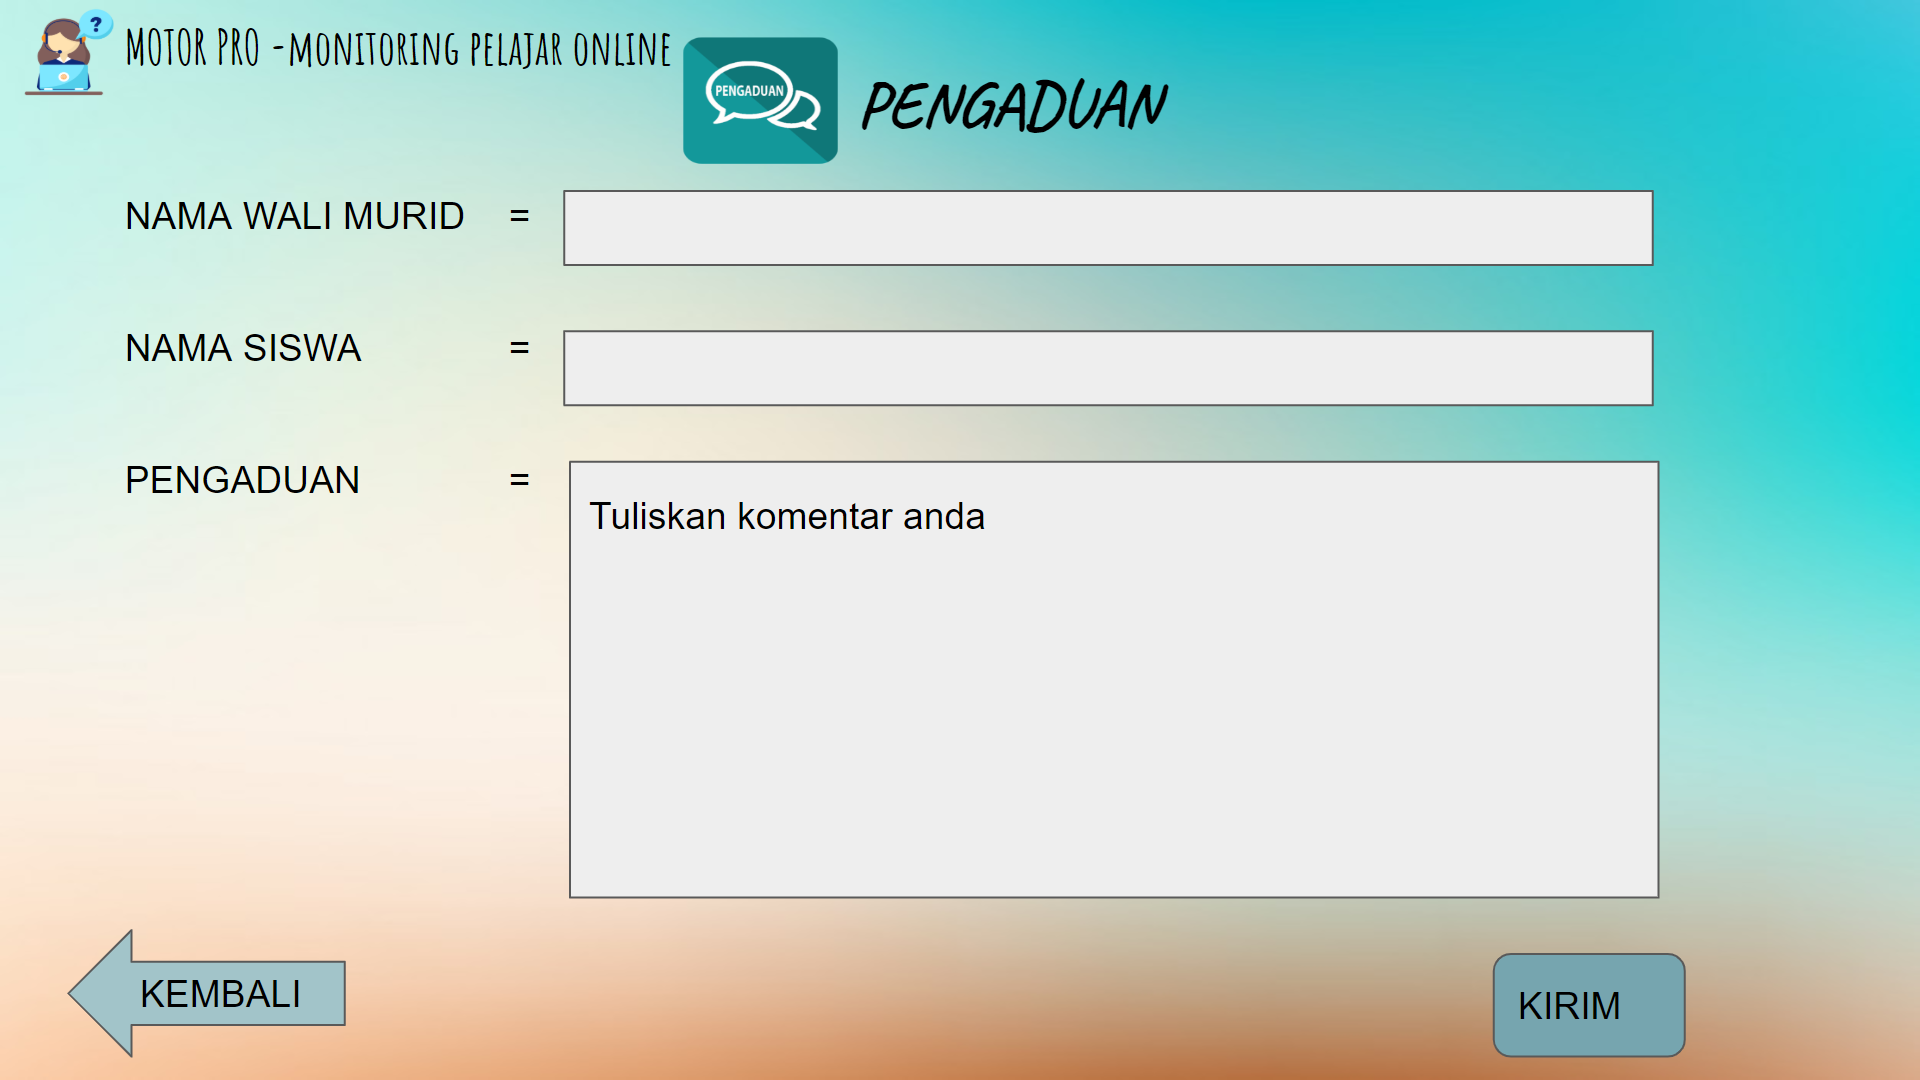 ?
MOTOR PRO -MONITORING PELAJAR ONLINE
PENGADUAN
PENGADUAN
NAMA WALI MURID =
NAMA SISWA =
PENGADUAN =
Tuliskan komentar anda
KEMBALI
KIRIM